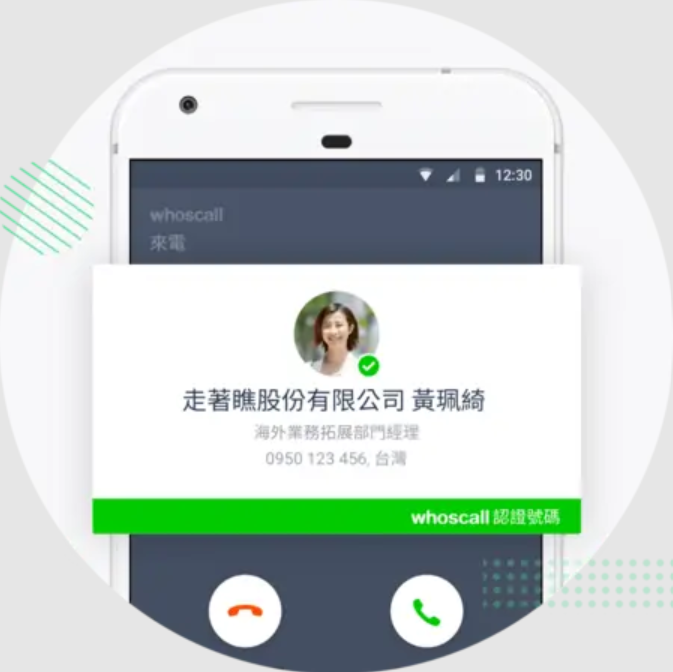 12:30
whoscall
來電
走著瞧股份有限公司 黃珮綺
海外業務拓展部門經理
0950 123 456, 台灣
whoscall 認證號碼